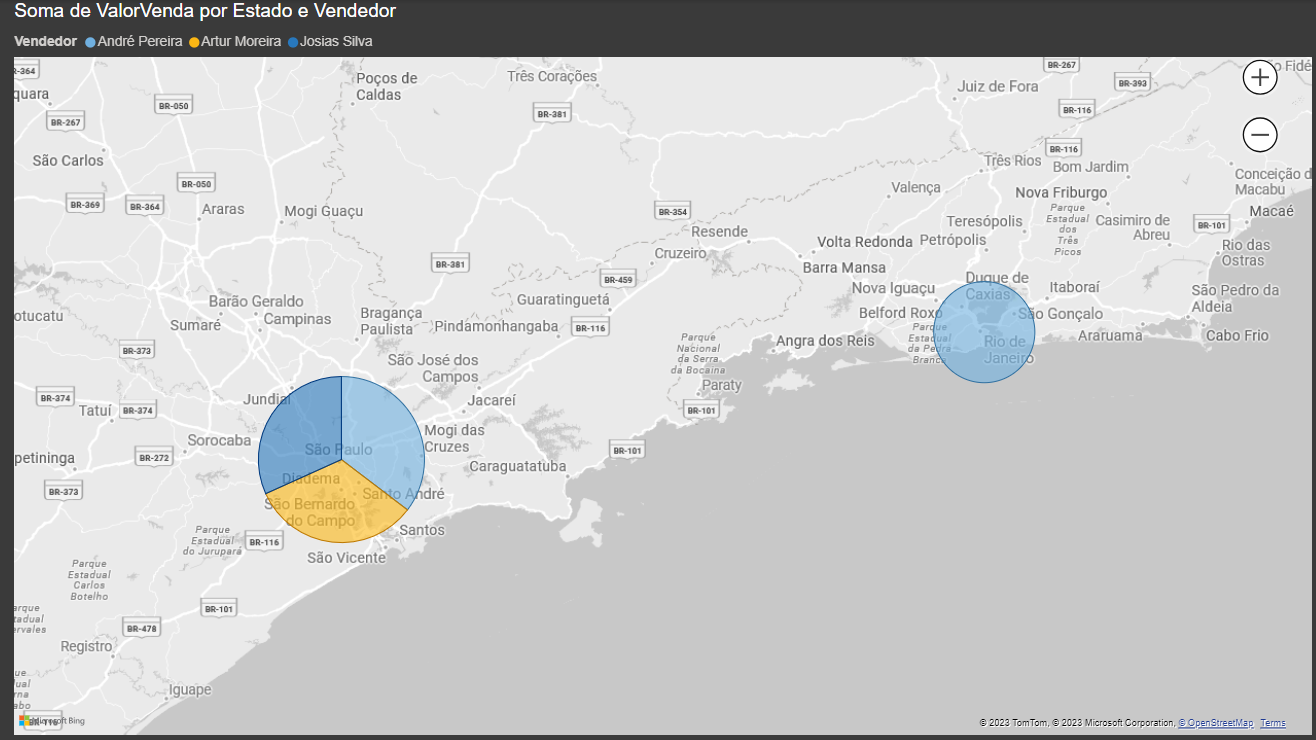 Soma de ValorVenda por Estado e Vendedor
Vendedor André Pereira Artur Moreira Josias Silva
BR-364
quara
BR-267
São Carlos
BR-050
BR-050
BR-369
BR-364
Araras
Mogi Guaçu
Poços de
Caldas
Três Corações
BR-381
BR-381
BR-354
Resende
Cruzeiro
BR-459
Guaratinguetá
BR-116
Pindamonhangaba
Bragança
Paulista
Barão Geraldo
Campinas
Sumaré
otucatu
BR-373
São José dos
Campos
Jacareí
Jundiaí
BR-374
Tatuí
BR-374
Sorocaba
BR-272
petininga
BR-373
São Paulo
Mogi das
Cruzes
Diadema
Santo André
São Bernardo
do Campo
Santos
São Vicente
Caraguatatuba
BR-101
BR-116
Parque
Estadual
do Jurupará
Parque
Estadual
Carlos
Botelho
BR-101
BR-478
Registro
Iguape
BR-116
Microsoft Bing
BR-267
BR-393
Juiz de Fora
BR-116
BR-116
Três Rios
Bom Jardim
Valença
Nova Friburgo
Conceição d
Macabu
Macaé
Parque
Estadual
dos
Três
Picos
Casimiro de
Abreu
BR-101
Teresópolis
Petrópolis
Volta Redonda
Barra Mansa
Rio das
Ostras
Duque de
Caxias
Nova Iguaçu
Itaboraí
São Pedro da
Aldeia
Belford Roxo
São Gonçalo
Parque
Estadual
da Pedra
Branca
Rio de
Janeiro
Araruama
Cabo Frio
Angra dos Reis
Parque
Nacional
da Serra
da Bocaina
Paraty
BR-101
© 2023 TomTom, © 2023 Microsoft Corporation, © OpenStreetMap Terms